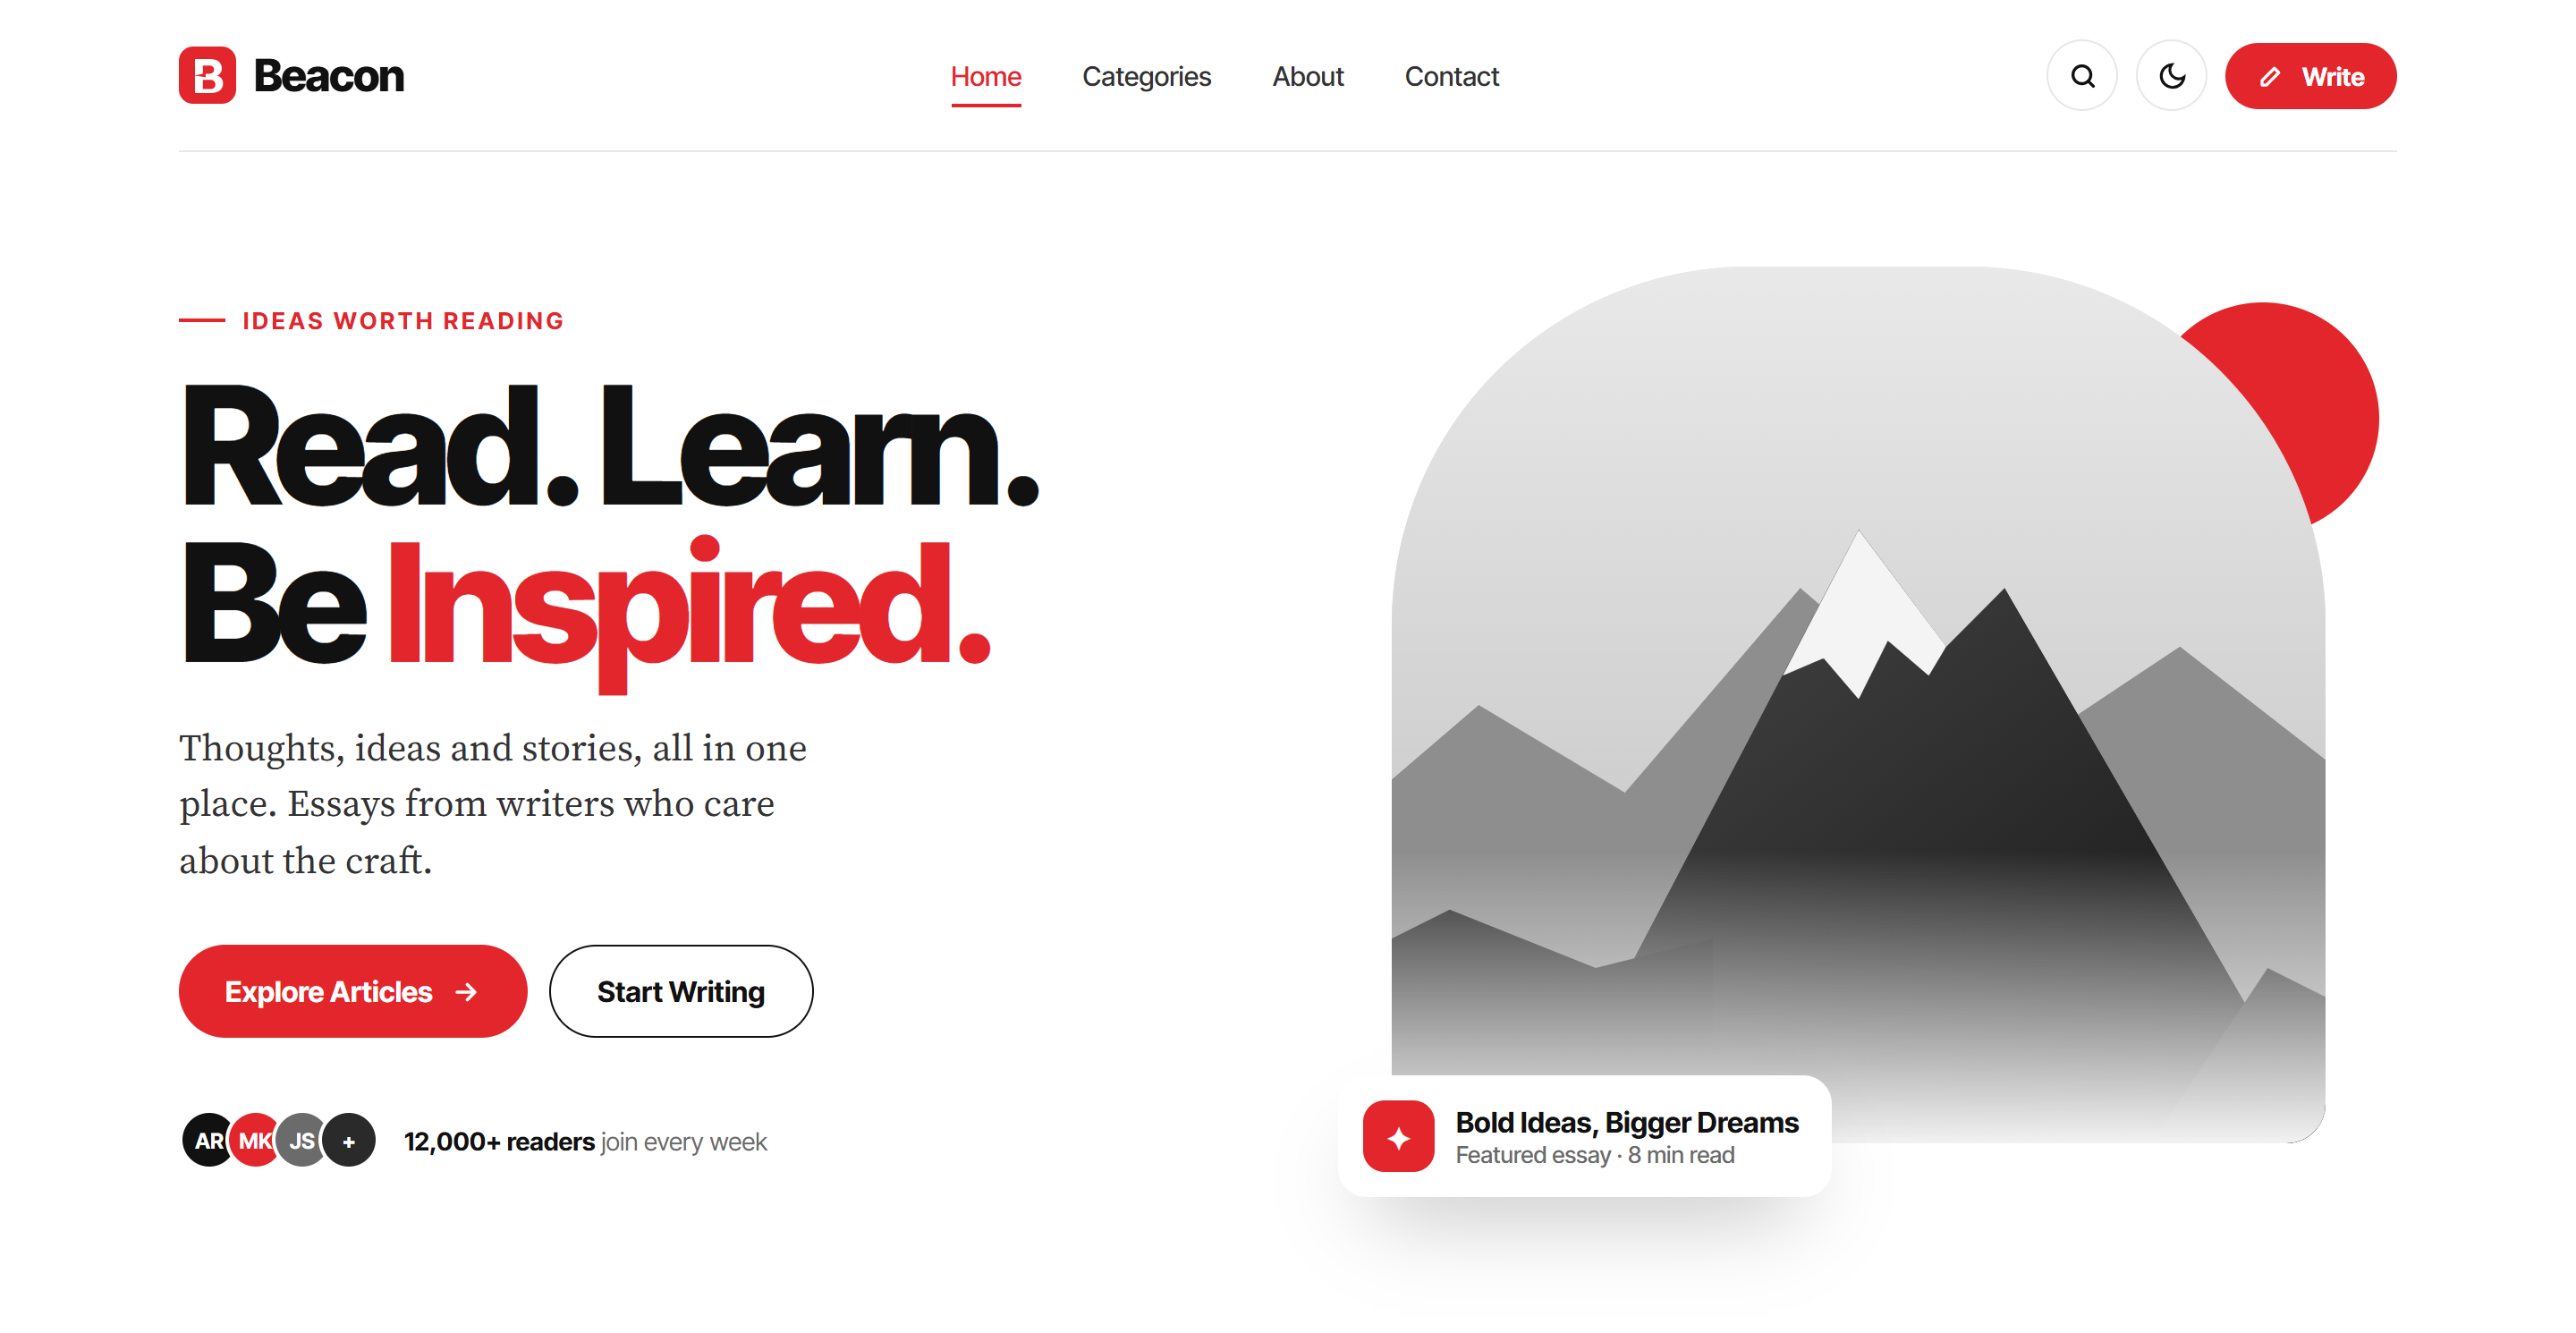 B Beacon
Home Categories About Contact
Write
IDEAS WORTH READING
Read. Learn.
Be Inspired.
Thoughts, ideas and stories, all in one
place. Essays from writers who care
about the craft.
Explore Articles →
Start Writing
AR MK JS +
12,000+ readers join every week
Bold Ideas, Bigger Dreams
Featured essay · 8 min read